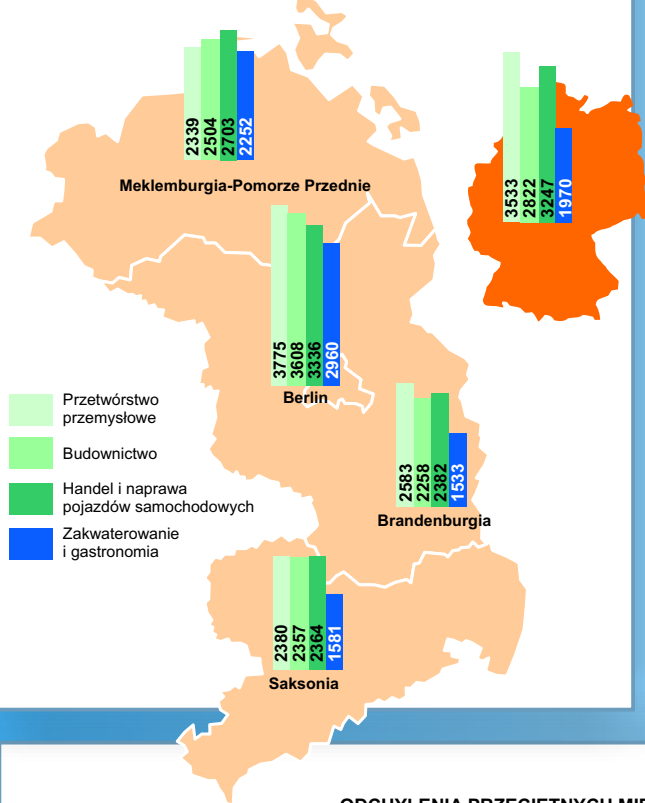 2339
2504
2703
2252
Meklemburgia-Pomorze Przednie
3533
2822
3247
1970
3775
3608
3336
2960
Berlin
Przetwórstwo
przemysłowe
Budownictwo
Handel i naprawa
pojazdów samochodowych
Zakwaterowanie
i gastronomia
2583
2258
2382
1533
Brandenburgia
2380
2357
2364
1581
Saksonia